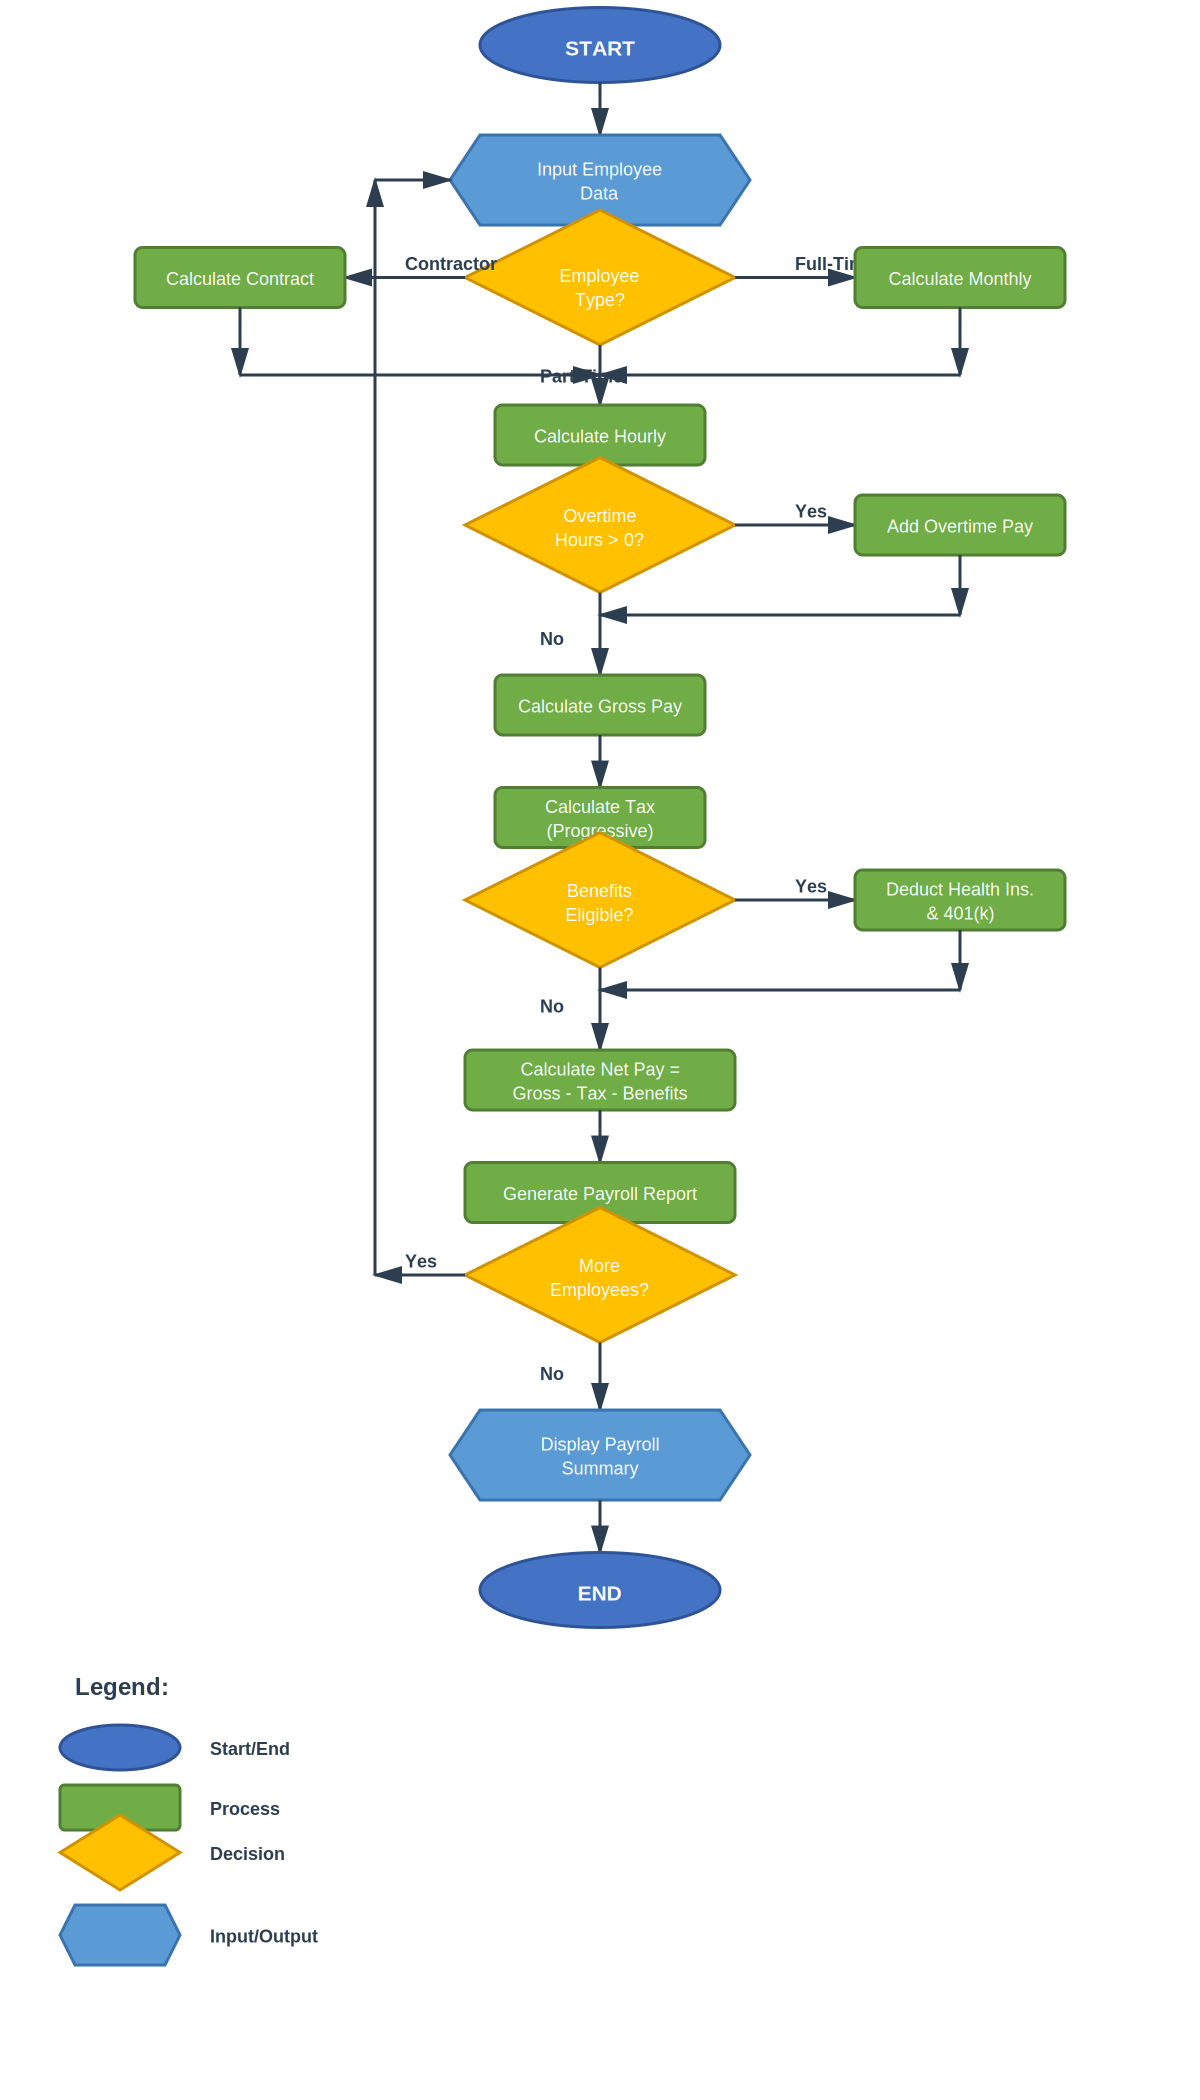 START
Input Employee
Data
Contractor
Calculate Contract
Employee
Type?
Calculate Monthly
Calculate Hourly
Overtime
Hours > 0?
Yes
Add Overtime Pay
No
Calculate Gross Pay
Calculate Tax
(Progressive)
Benefits
Eligible?
Yes
Deduct Health Ins.
& 401(k)
No
Calculate Net Pay =
Gross - Tax - Benefits
Generate Payroll Report
More
Employees?
Yes
No
Display Payroll
Summary
END
Legend:
Start/End
Process
Decision
Input/Output